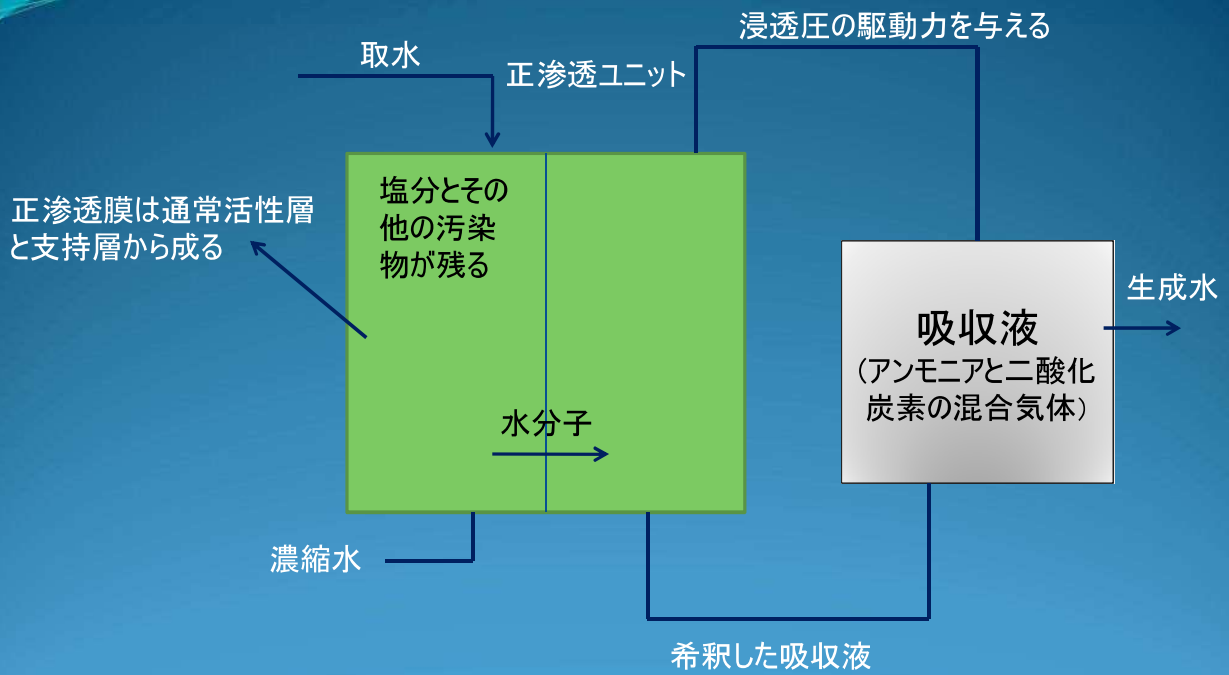 浸透圧の駆動力を与える
取水
正滲透ユニット
塩分とその
他の汚染
物が残る
正滲透膜は通常活性層
と支持層から成る
生成水
吸収液
(アンモニアと二酸化
炭素の混合気体)
水分子
濃縮水
希釈した吸収液